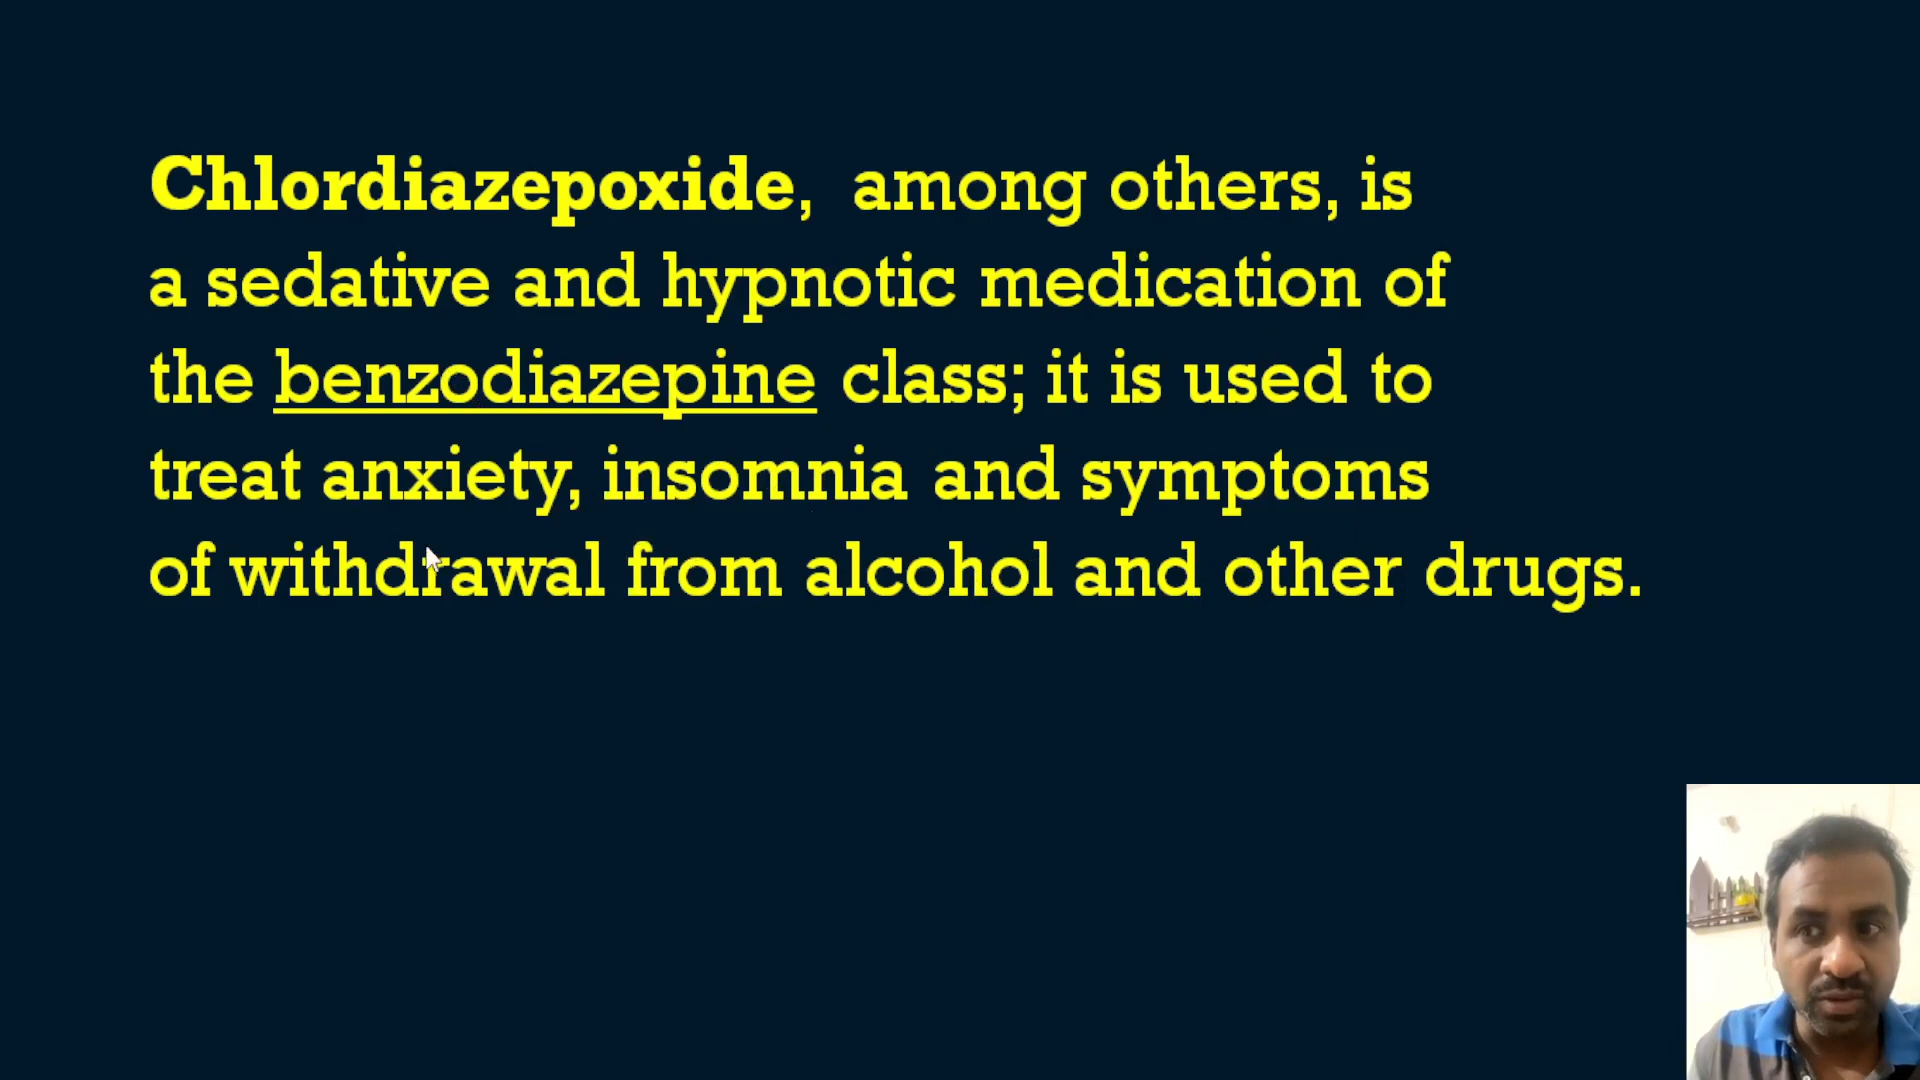 Chlordiazepoxide, among others, is
a sedative and hypnotic medication of
the benzodiazepine class; it is used to
treat anxiety, insomnia and symptoms
of withdrawal from alcohol and other drugs.